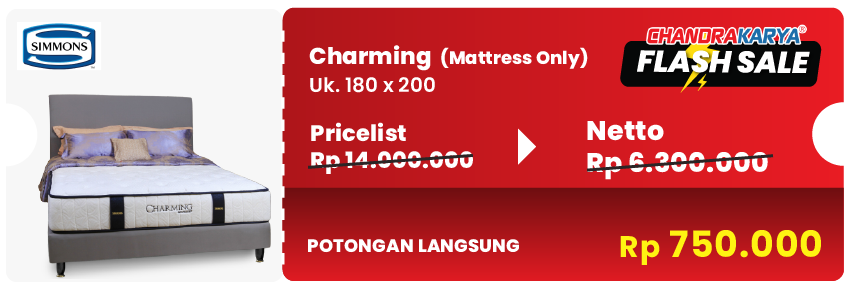 SIMMONS
CHARMING
Charming (Mattress Only)
Uk. 180 x 200
CHANDRAKARYA®
FLASH SALE
Pricelist
Rp 14.000.000
Netto
Rp 6.300.000
POTONGAN LANGSUNG
Rp 750.000